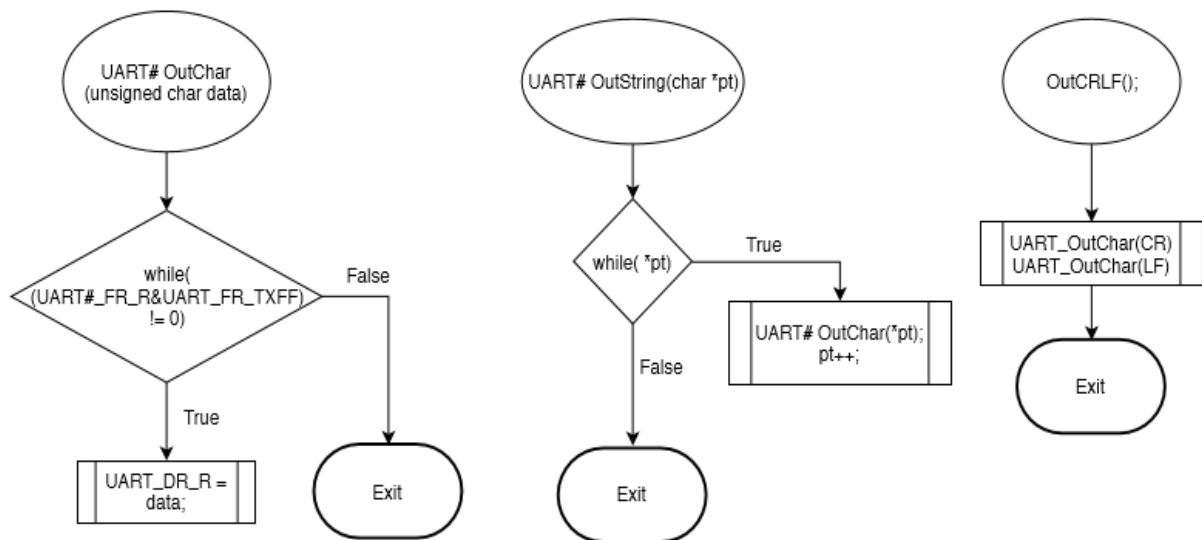 UART# OutChar
(unsigned char data)
while(
(UART#_FR_R&UART_FR_TXFF)
!= 0)
False
True
UART_DR_R =
data;
Exit
UART# OutString(char *pt)
while( *pt)
True
UART# OutChar(*pt);
pt++;
False
Exit
OutCRLF();
UART_OutChar(CR)
UART_OutChar(LF)
Exit